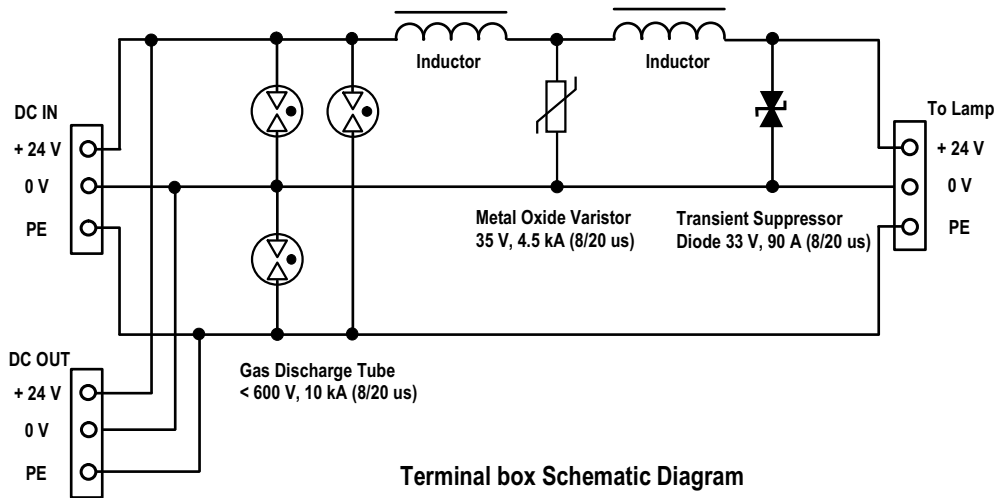 Inductor
Inductor
DC IN
+ 24 V
0 V
PE
To Lamp
+ 24 V
0 V
PE
Metal Oxide Varistor
35 V, 4.5 kA (8/20 us)
Transient Suppressor
Diode 33 V, 90 A (8/20 us)
DC OUT
+ 24 V
0 V
PE
Gas Discharge Tube
< 600 V, 10 kA (8/20 us)
Terminal box Schematic Diagram